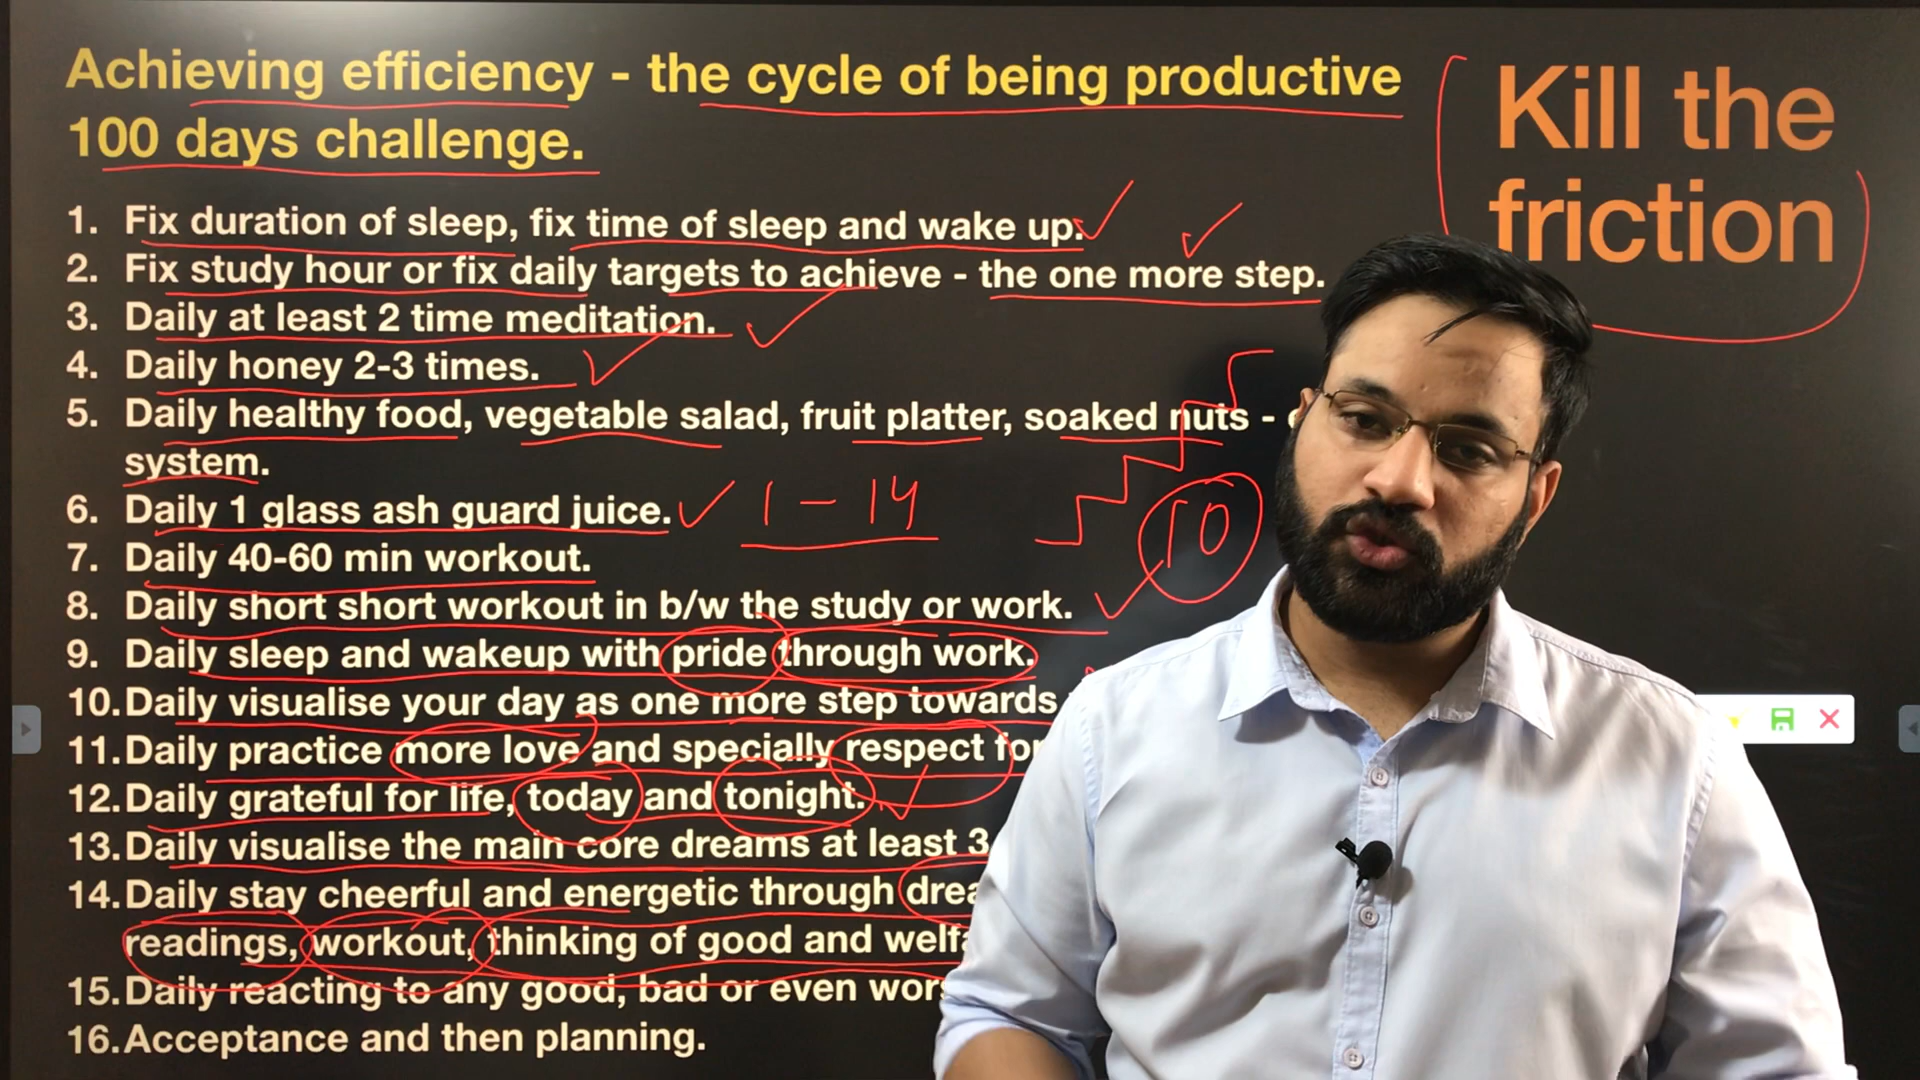 Achieving efficiency - the cycle of being productive
100 days challenge.
Kill the
friction
1. Fix duration of sleep, fix time of sleep and wake up.
2. Fix study hour or fix daily targets to achieve - the one more step.
3. Daily at least 2 time meditation.
4. Daily honey 2-3 times.
5. Daily healthy food, vegetable salad, fruit platter, soaked nuts -
system.
6. Daily 1 glass ash guard juice.
1 - 14
10
7. Daily 40-60 min workout.
8. Daily short short workout in b/w the study or work.
9. Daily sleep and wakeup with pride through work.
10. Daily visualise your day as one more step towards
11. Daily practice more love and specially respect for
12. Daily grateful for life, today and tonight.
13. Daily visualise the main core dreams at least 3
14. Daily stay cheerful and energetic through
readings, workout, thinking of good and
15. Daily reacting to any good, bad or even
16. Acceptance and then planning.